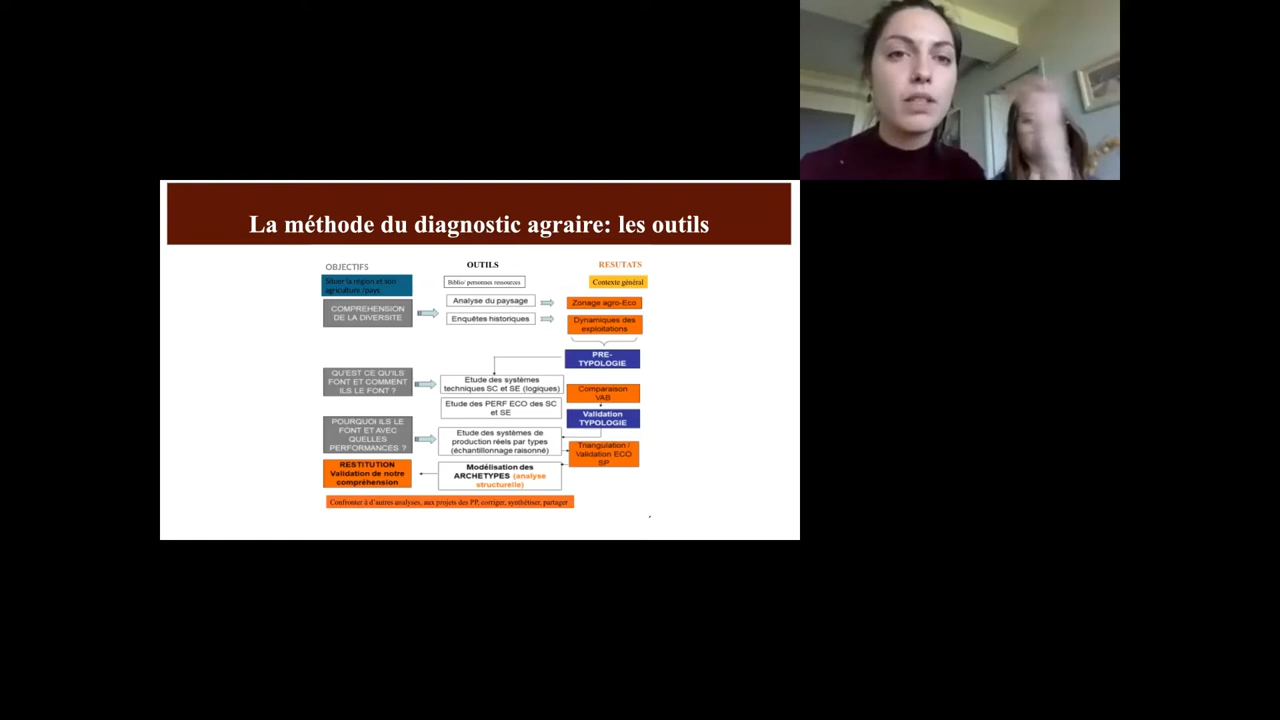 La méthode du diagnostic agraire: les outils
OBJECTIFS
OUTILS
RESUTATS
Situer la région et son
agriculture /pays
Biblio/ personnes ressources
Contexte général
COMPREHENSION
DE LA DIVERSITE
Analyse du paysage
Zonage agro-Eco
Enquêtes historiques
Dynamiques des
exploitations
PRE-
TYPOLOGIE
QU'EST CE QU'ILS
FONT ET COMMENT
ILS LE FONT ?
Etude des systèmes
techniques SC et SE (logiques)
Comparaison
VAB
Etude des PERF ECO des SC
et SE
Validation
TYPOLOGIE
POURQUOI ILS LE
FONT ET AVEC
QUELLES
PERFORMANCES ?
Etude des systèmes de
production réels par types
(échantillonnage raisonné)
Triangulation /
Validation ECO
SP
RESTITUTION
Validation de notre
compréhension
Modélisation des
ARCHETYPES (analyse
structurelle)
Confronter à d'autres analyses, aux projets des PP, corriger, synthétiser, partager